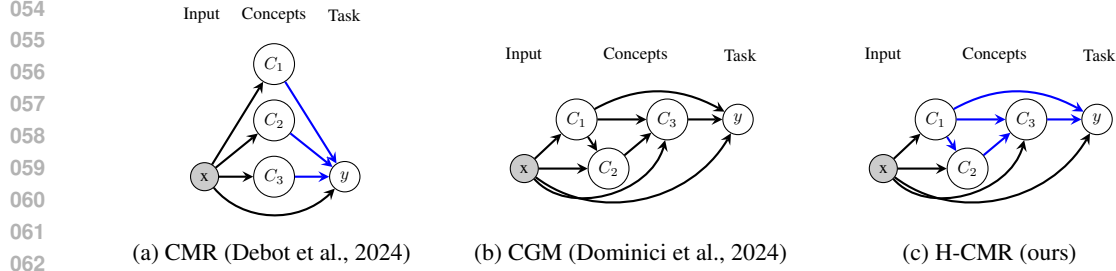 054
055
056
057
058
059
060
061
062
Input Concepts Task
C₁
C₂
C₃
x
y
(a) CMR (Debot et al., 2024)
Input Concepts Task
C₁
C₃
y
x
C₂
(b) CGM (Dominici et al., 2024)
Input Concepts Task
C₁
C₃
y
x
C₂
(c) H-CMR (ours)